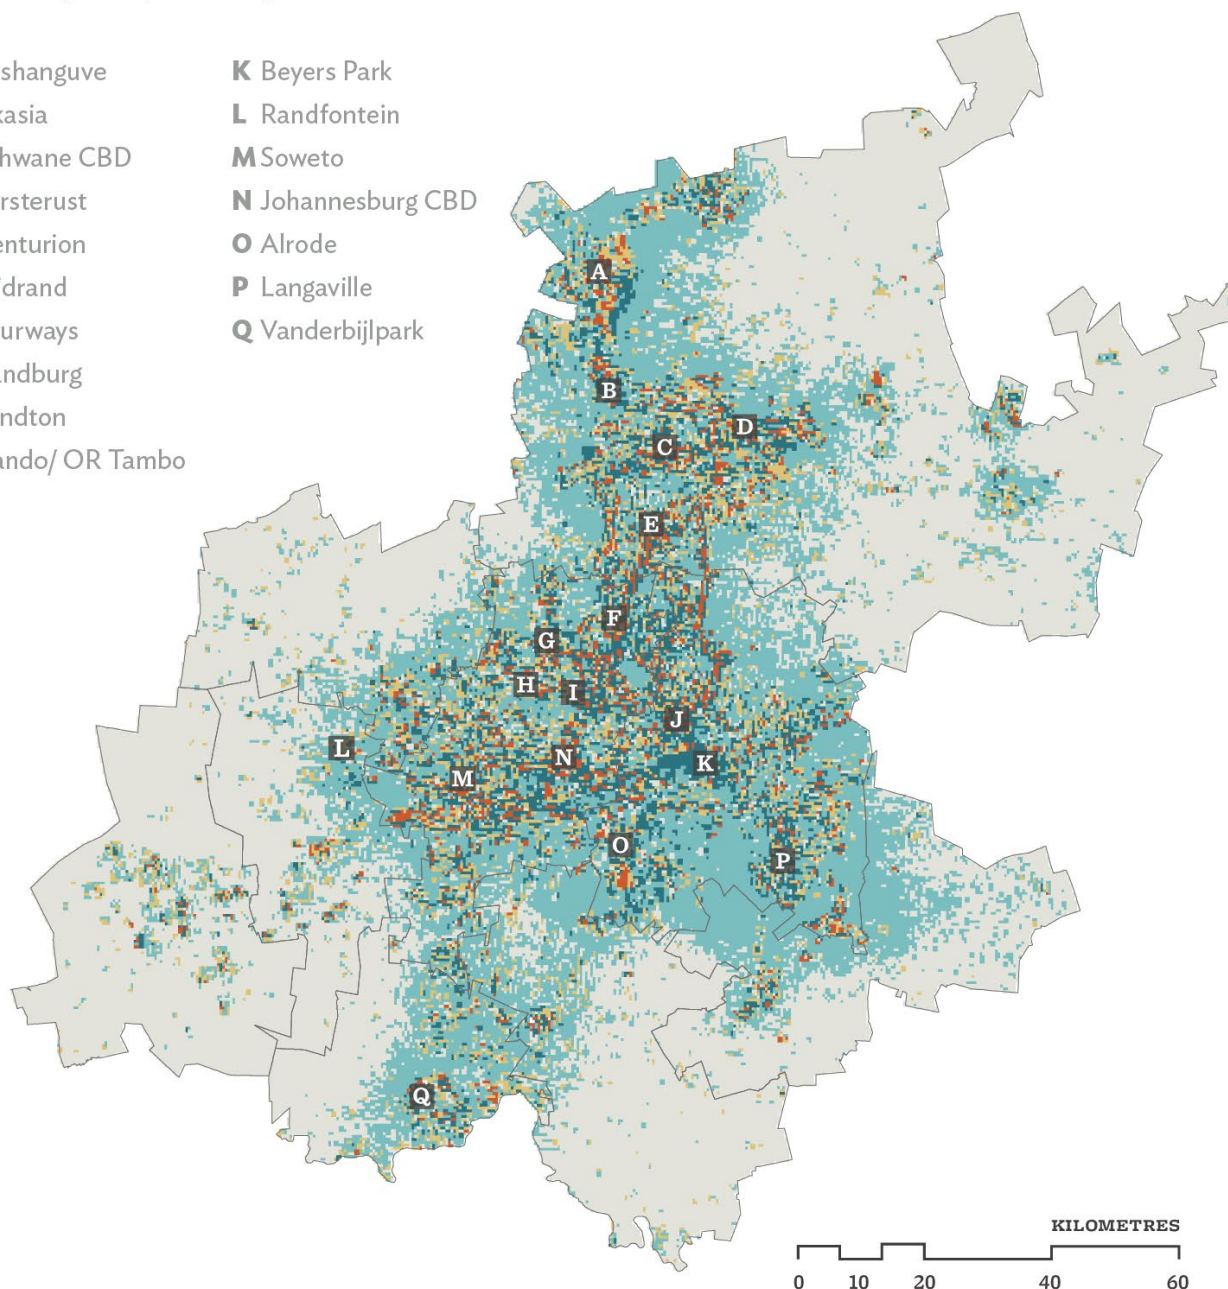 shanguve
kasia
hwane CBD
rsterust
enturion
drand
urways
ndburg
ndton
ando/ OR Tambo
K Beyers Park
L Randfontein
M Soweto
N Johannesburg CBD
O Alrode
P Langaville
Q Vanderbijlpark
A
B
D
C
E
F
G
H
I
J
L
N
K
M
O
P
Q
KILOMETRES
0 10 20 40 60